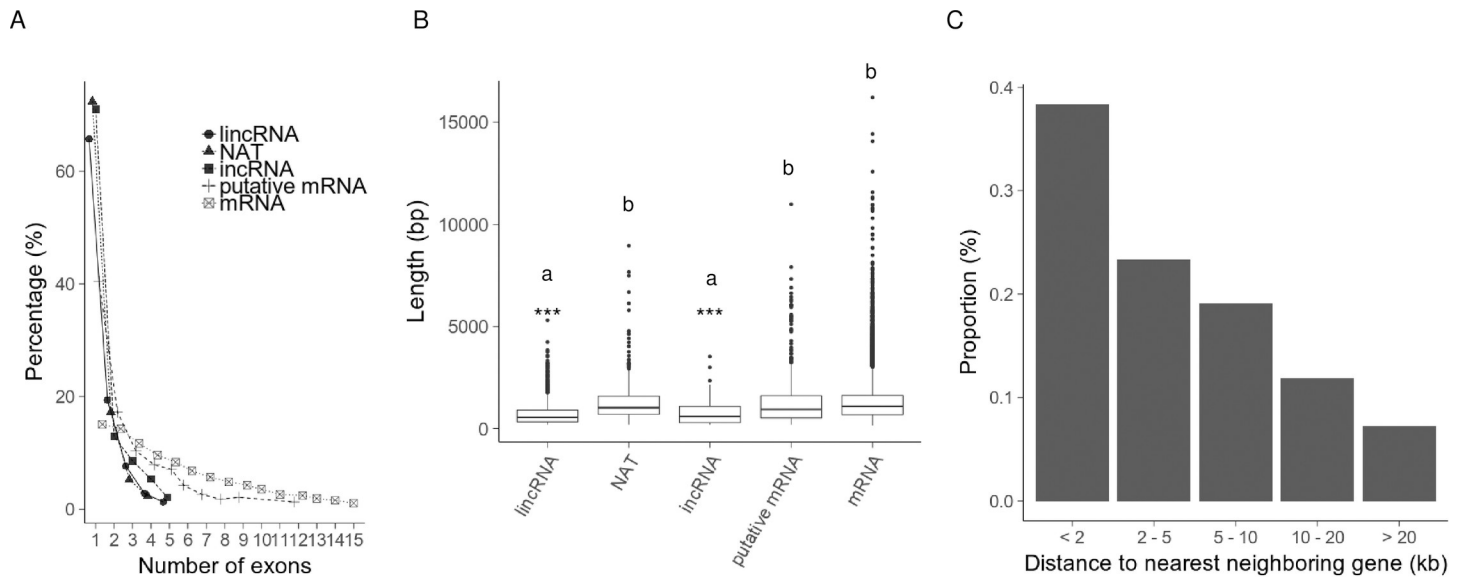 A
Percentage (%)
60
40
20
0
lincRNA
NAT
incRNA
putative mRNA
mRNA
1 2 3 4 5 6 7 8 9 10 11 12 13 14 15
Number of exons
B
Length (bp)
15000
10000
5000
0
a
***
b
a
***
b
b
lincRNA
NAT
incRNA
putative mRNA
mRNA
C
Proportion (%)
0.4
0.3
0.2
0.1
0.0
< 2
2 - 5
5 - 10
10 - 20
> 20
Distance to nearest neighboring gene (kb)